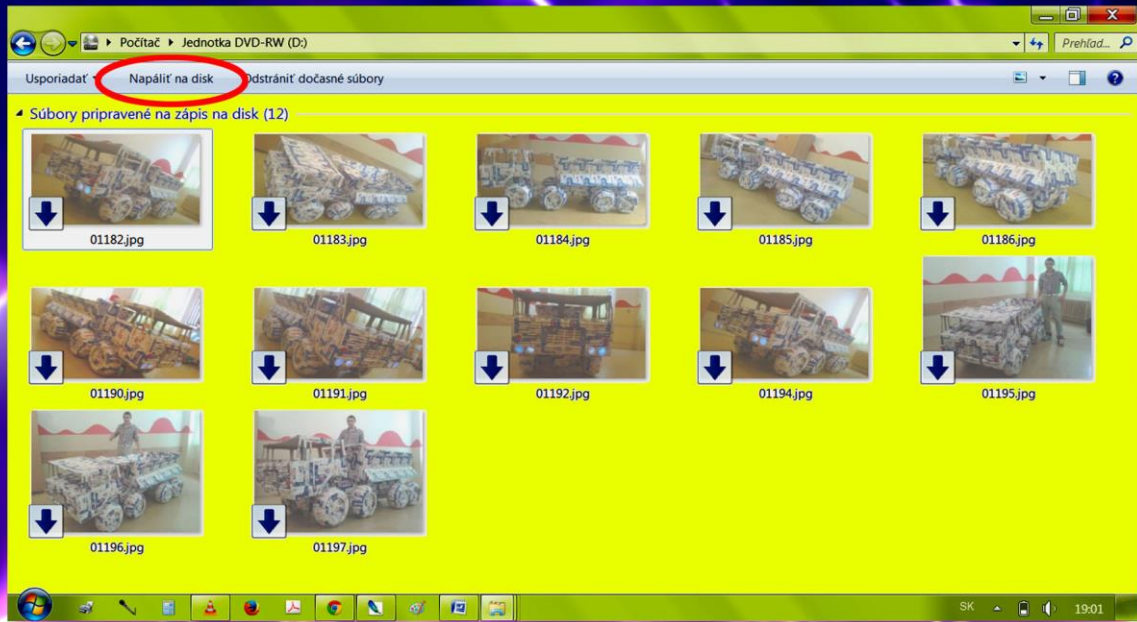 Počítač Jednotka DVD-RW (D:) Prehľad...
Usporiadať Napáliť na disk Odstrániť dočasné súbory
Súbory pripravené na zápis na disk (12)
01182.jpg 01183.jpg 01184.jpg 01185.jpg 01186.jpg
01190.jpg 01191.jpg 01192.jpg 01194.jpg 01195.jpg
01196.jpg 01197.jpg
SK 19:01